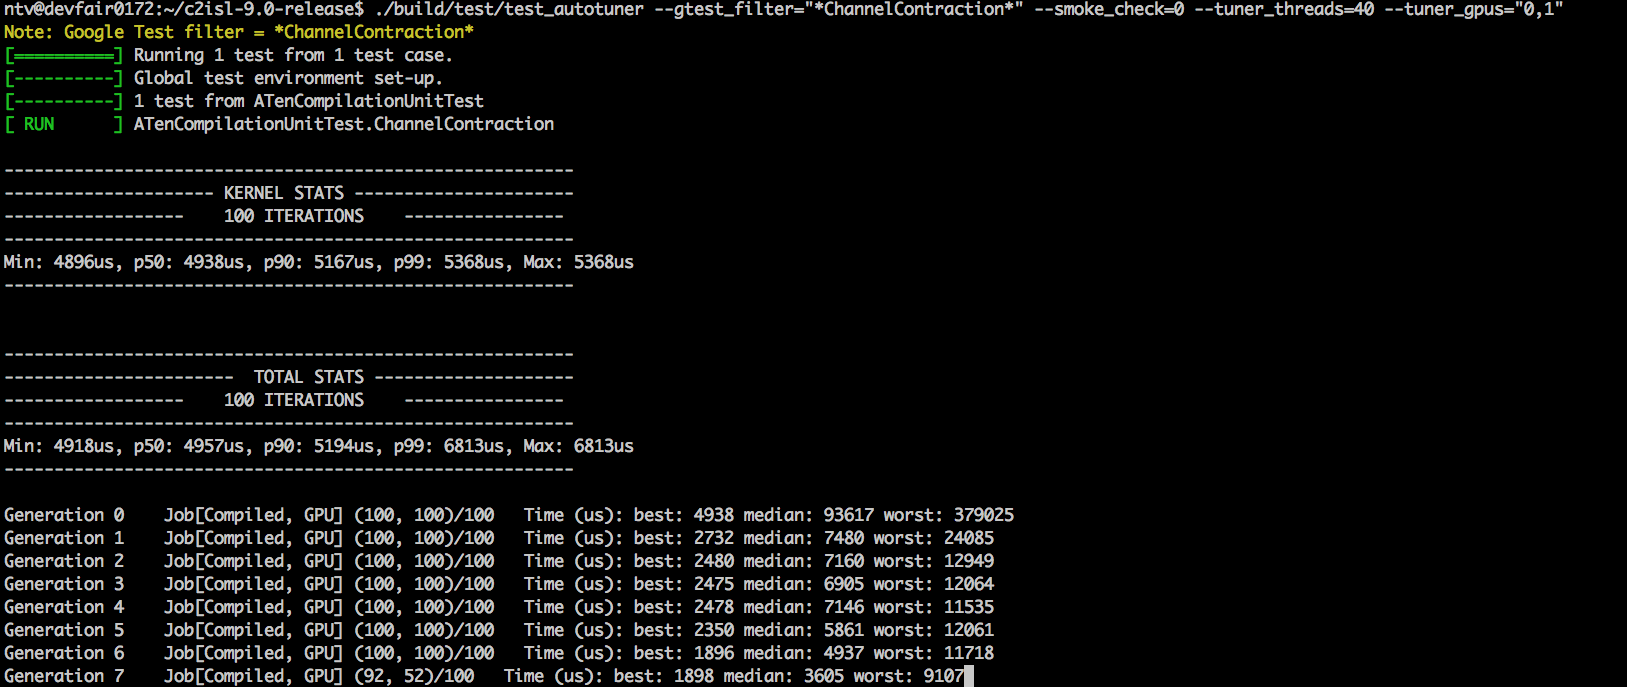 ntv@devfair0172:~/c2isl-9.0-release$ ./build/test/test_autotuner --gtest_filter="*ChannelContraction*" --smoke_check=0 --tuner_threads=40 --tuner_gpus="0,1"
Note: Google Test filter = *ChannelContraction*
[==========] Running 1 test from 1 test case.
[----------] Global test environment set-up.
[----------] 1 test from ATenCompilationUnitTest
[ RUN      ] ATenCompilationUnitTest.ChannelContraction
---------------------------------------------------------
--------------------- KERNEL STATS ----------------------
------------------    100 ITERATIONS    ----------------
---------------------------------------------------------
Min: 4896us, p50: 4938us, p90: 5167us, p99: 5368us, Max: 5368us
---------------------------------------------------------
---------------------------------------------------------
-----------------------  TOTAL STATS --------------------
------------------    100 ITERATIONS    ----------------
---------------------------------------------------------
Min: 4918us, p50: 4957us, p90: 5194us, p99: 6813us, Max: 6813us
---------------------------------------------------------
Generation 0    Job[Compiled, GPU] (100, 100)/100   Time (us): best: 4938 median: 93617 worst: 379025
Generation 1    Job[Compiled, GPU] (100, 100)/100   Time (us): best: 2732 median: 7480 worst: 24085
Generation 2    Job[Compiled, GPU] (100, 100)/100   Time (us): best: 2480 median: 7160 worst: 12949
Generation 3    Job[Compiled, GPU] (100, 100)/100   Time (us): best: 2475 median: 6905 worst: 12064
Generation 4    Job[Compiled, GPU] (100, 100)/100   Time (us): best: 2478 median: 7146 worst: 11535
Generation 5    Job[Compiled, GPU] (100, 100)/100   Time (us): best: 2350 median: 5861 worst: 12061
Generation 6    Job[Compiled, GPU] (100, 100)/100   Time (us): best: 1896 median: 4937 worst: 11718
Generation 7    Job[Compiled, GPU] (92, 52)/100   Time (us): best: 1898 median: 3605 worst: 9107